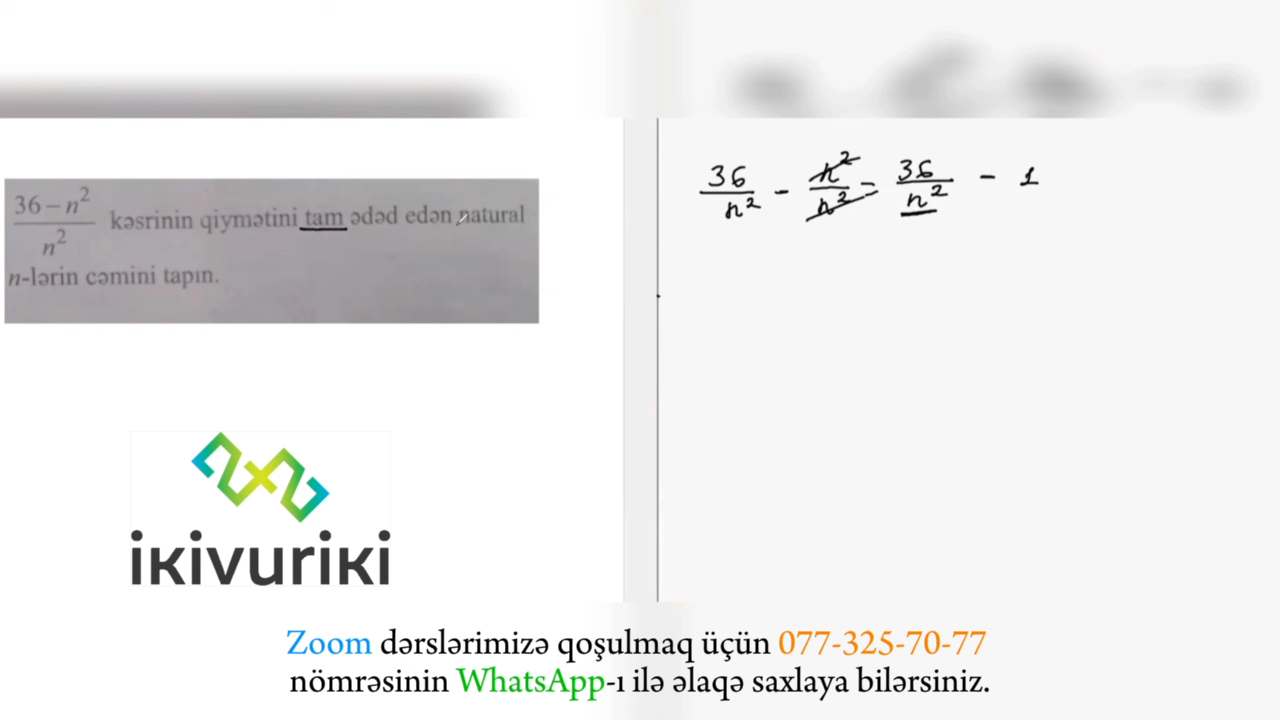 36 − n²
n²
kəsrinin qiymətini tam ədəd edən natural
n-lərin cəmini tapın.
36/n² − n²/n² = 36/n² − 1
iкivuriкi
Zoom dərslərimizə qoşulmaq üçün 077-325-70-77
nömrəsinin WhatsApp-ı ilə əlaqə saxlaya bilərsiniz.